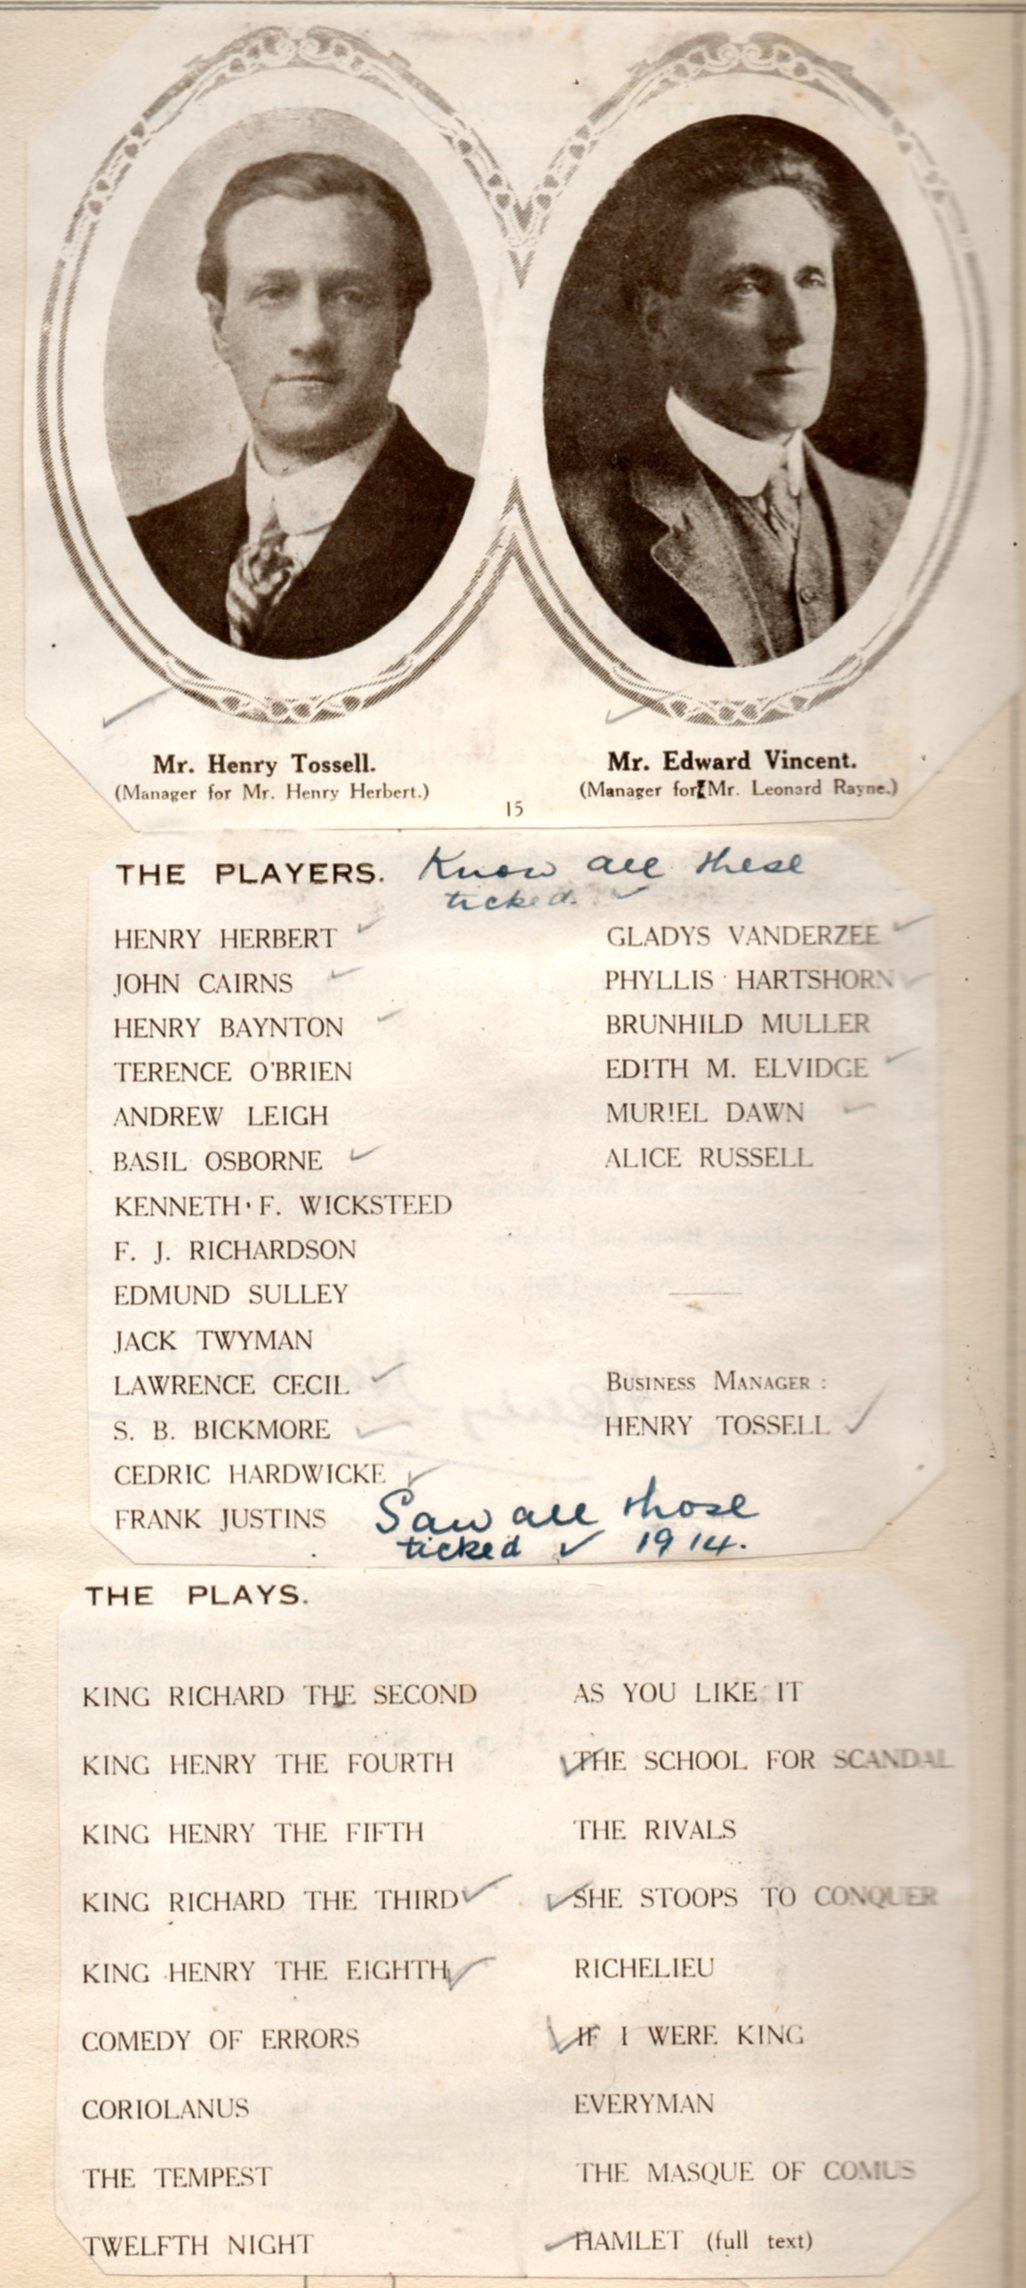 Mr. Henry Tossell.
(Manager for Mr. Henry Herbert.)
Mr. Edward Vincent.
(Manager for Mr. Leonard Rayne.)
15
THE PLAYERS. Know all these
ticked. ✓
HENRY HERBERT ✓
JOHN CAIRNS ✓
HENRY BAYNTON ✓
TERENCE O'BRIEN
ANDREW LEIGH
BASIL OSBORNE ✓
KENNETH F. WICKSTEED
F. J. RICHARDSON
EDMUND SULLEY
JACK TWYMAN
LAWRENCE CECIL ✓
S. B. BICKMORE ✓
CEDRIC HARDWICKE ✓
FRANK JUSTINS
GLADYS VANDERZEE ✓
PHYLLIS HARTSHORN ✓
BRUNHILD MULLER
EDITH M. ELVIDGE ✓
MURIEL DAWN ✓
ALICE RUSSELL
BUSINESS MANAGER :
HENRY TOSSELL ✓
Saw all those
ticked ✓ 1914.
THE PLAYS.
KING RICHARD THE SECOND
KING HENRY THE FOURTH
KING HENRY THE FIFTH
KING RICHARD THE THIRD ✓
KING HENRY THE EIGHTH ✓
COMEDY OF ERRORS
CORIOLANUS
THE TEMPEST
TWELFTH NIGHT
AS YOU LIKE IT
✓ THE SCHOOL FOR SCANDAL
THE RIVALS
✓ SHE STOOPS TO CONQUER
RICHELIEU
✓ IF I WERE KING
EVERYMAN
THE MASQUE OF COMUS
✓ HAMLET (full text)